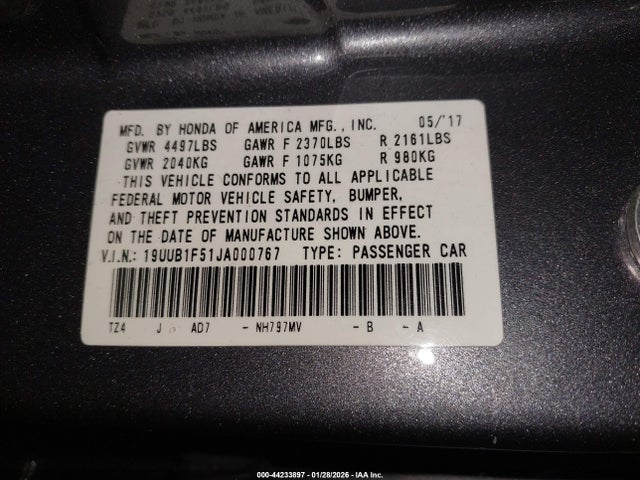 MFD. BY HONDA OF AMERICA MFG., INC. 05/'17
GVWR 4497LBS GAWR F 2370LBS R 2161LBS
GVWR 2040KG GAWR F 1075KG R 980KG
THIS VEHICLE CONFORMS TO ALL APPLICABLE
FEDERAL MOTOR VEHICLE SAFETY, BUMPER,
AND THEFT PREVENTION STANDARDS IN EFFECT
ON THE DATE OF MANUFACTURE SHOWN ABOVE.
V.I.N.: 19UUB1F51JA000767 TYPE: PASSENGER CAR
TZ4 J AD7 - NH797MV - B - A
000-44233897 - 01/28/2026 - IAA Inc.